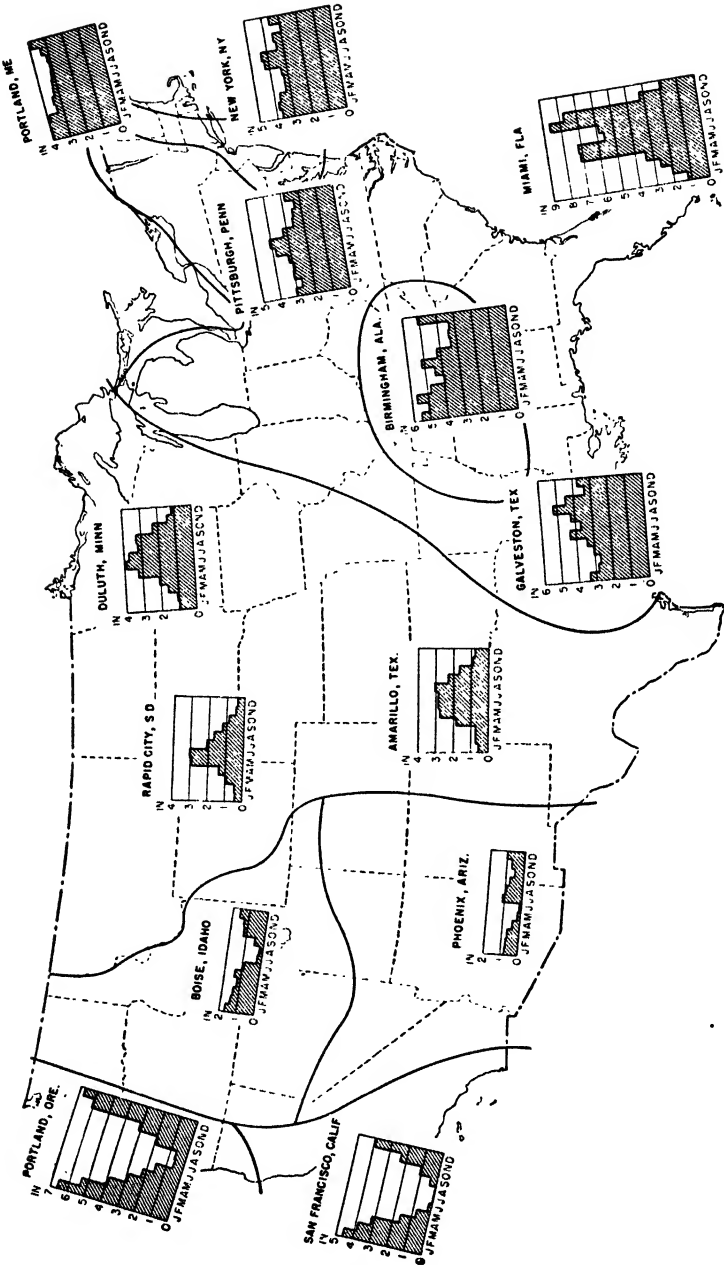 PORTLAND, ORE.
IN
7
6
5
4
3
2
1
0
JFMAMJJASOND
SAN FRANCISCO, CALIF
IN
5
4
3
2
1
0
JFMAMJJASOND
BOISE, IDAHO
IN
2
1
0
JFMAMJJASOND
PHOENIX, ARIZ.
IN
2
1
0
JFMAMJJASOND
RAPID CITY, S D
IN
4
3
2
1
0
JFMAMJJASOND
AMARILLO, TEX.
IN
4
3
2
1
0
JFMAMJJASOND
DULUTH, MINN
IN
4
3
2
0
JFMAMJJASOND
GALVESTON, TEX
IN
6
5
4
3
2
1
0
JFMAMJJASOND
BIRMINGHAM, ALA.
IN
6
5
4
3
2
1
0
JFMAMJJASOND
PITTSBURGH, PENN
IN
5
4
3
2
1
0
JFMAMJJASOND
PORTLAND, ME
IN
4
3
2
1
0
JFMAMJJASOND
NEW YORK, NY
IN
5
4
3
2
1
0
JFMAMJJASOND
MIAMI, FLA
IN
9
8
7
6
5
4
3
2
1
0
JFMAMJJASOND